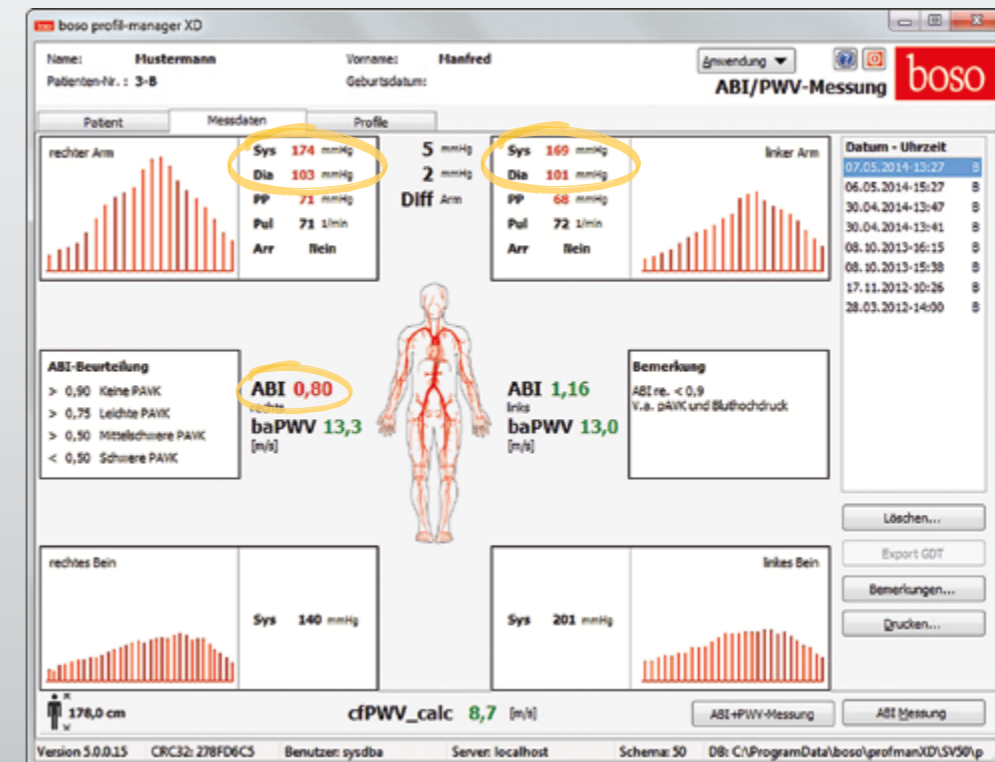 boso profil-manager XD
Name: Mustermann Vorname: Manfred
Patienten-Nr. : 3-B Geburtsdatum:
Anwendung
ABI/PWV-Messung
boso
Patient Messdaten Profile
rechter Arm
Sys 174 mmHg
Dia 103 mmHg
PP 71 mmHg
Pul 71 1/min
Arr Nein
5 mmHg
2 mmHg
Diff Arm
Sys 169 mmHg
Dia 101 mmHg
PP 68 mmHg
Pul 72 1/min
Arr Nein
linker Arm
Datum - Uhrzeit
07.05.2014-13:27 B
06.05.2014-15:27 B
30.04.2014-13:47 B
30.04.2014-13:41 B
08.10.2013-16:15 B
08.10.2013-15:38 B
17.11.2012-10:26 B
28.03.2012-14:00 B
ABI-Beurteilung
> 0,90 Keine PAVK
> 0,75 Leichte PAVK
> 0,50 Mittelschwere PAVK
< 0,50 Schwere PAVK
ABI 0,80
rechts
baPWV 13,3
[m/s]
ABI 1,16
links
baPWV 13,0
[m/s]
Bemerkung
ABI re. < 0,9
V.a. pAVK und Bluthochdruck
Löschen...
Export GDT
Bemerkungen...
Drucken...
rechtes Bein
Sys 140 mmHg
Sys 201 mmHg
linkes Bein
178,0 cm
cfPWV_calc 8,7 [m/s]
ABI+PWV-Messung
ABI Messung
Version 5.0.0.15 CRC32: 278FD6C5 Benutzer: sysdba Server: localhost Schema: 50 DB: C:\ProgramData\boso\profmanXD\SV50\p